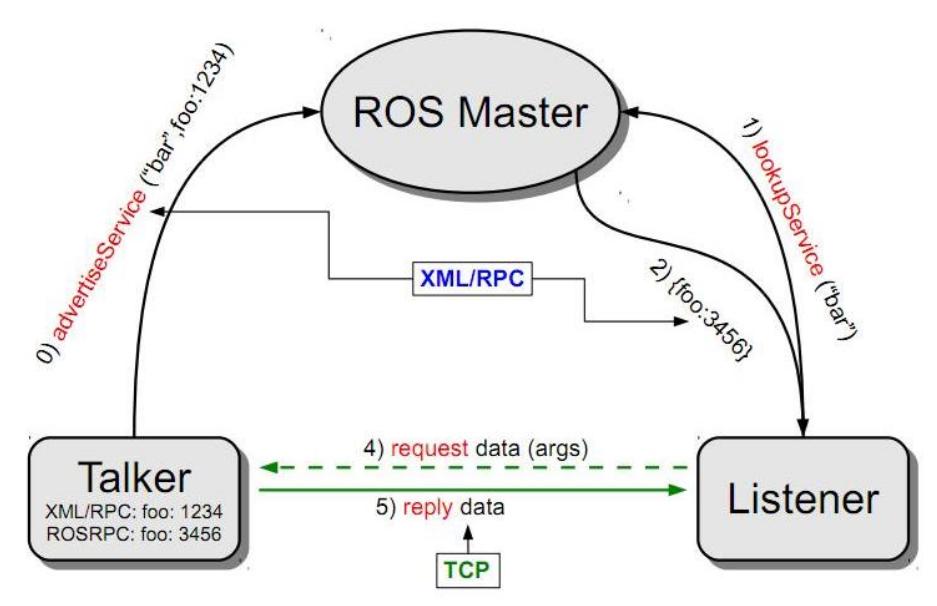 ROS Master
0) advertiseService (“bar”,foo:1234)
1) lookupService (“bar”)
2) {foo:3456}
XML/RPC
Talker
XML/RPC: foo: 1234
ROSRPC: foo: 3456
4) request data (args)
5) reply data
TCP
Listener